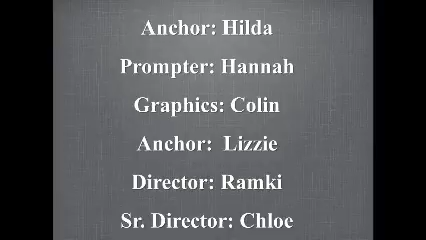 Anchor: Hilda
Prompter: Hannah
Graphics: Colin
Anchor: Lizzie
Director: Ramki
Sr. Director: Chloe